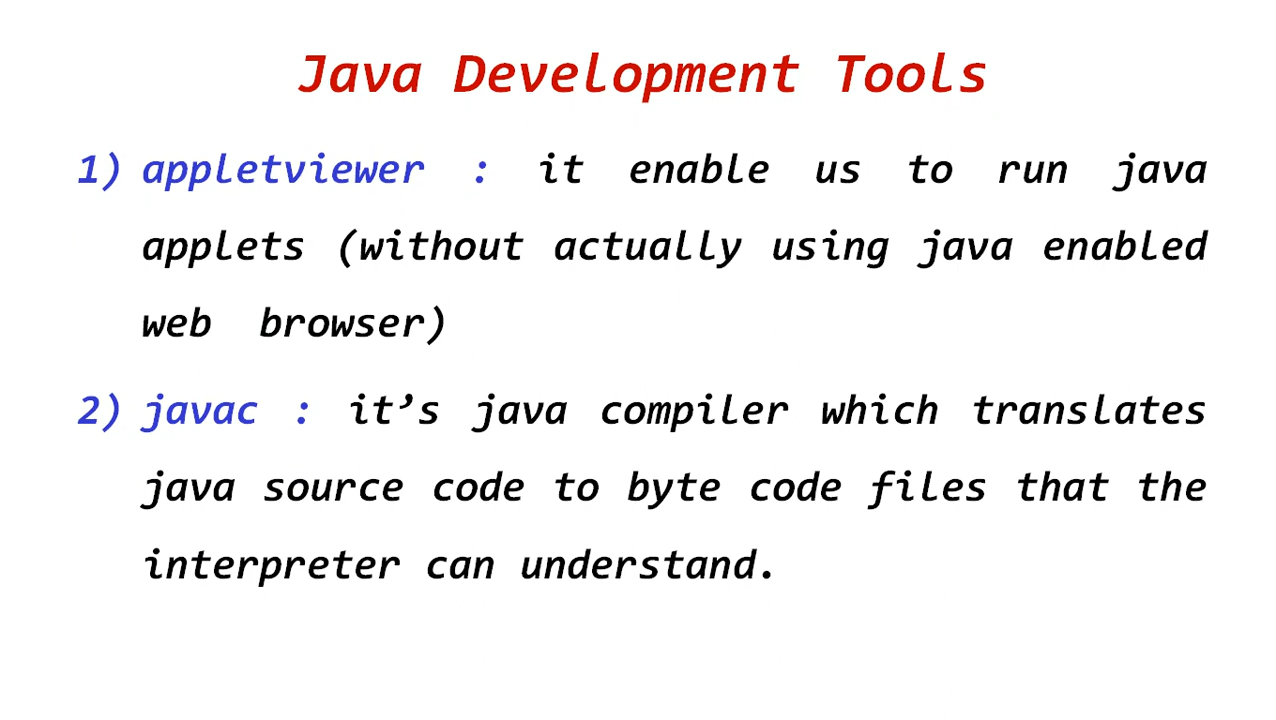 Java Development Tools
1) appletviewer : it enable us to run java
applets (without actually using java enabled
web browser)
2) javac : it’s java compiler which translates
java source code to byte code files that the
interpreter can understand.